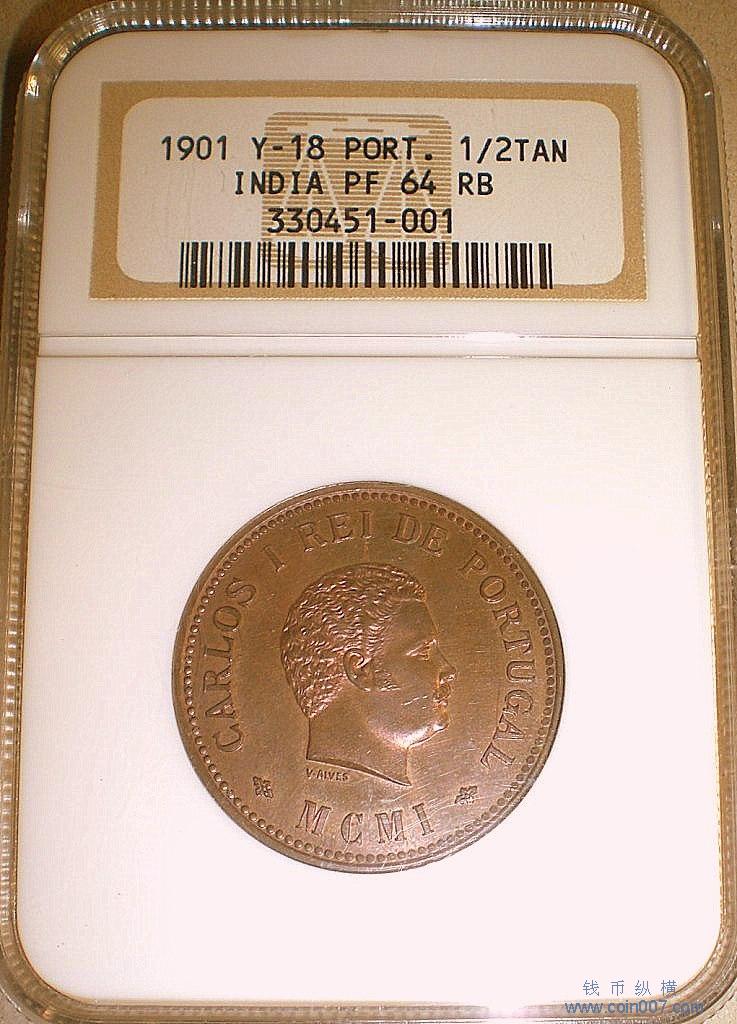 1901 Y-18 PORT. 1/2TAN
INDIA PF 64 RB
330451-001
CARLOS I REI DE PORTUGAL
V·ALVES
MCMI
钱币纵横
www.coin007.com